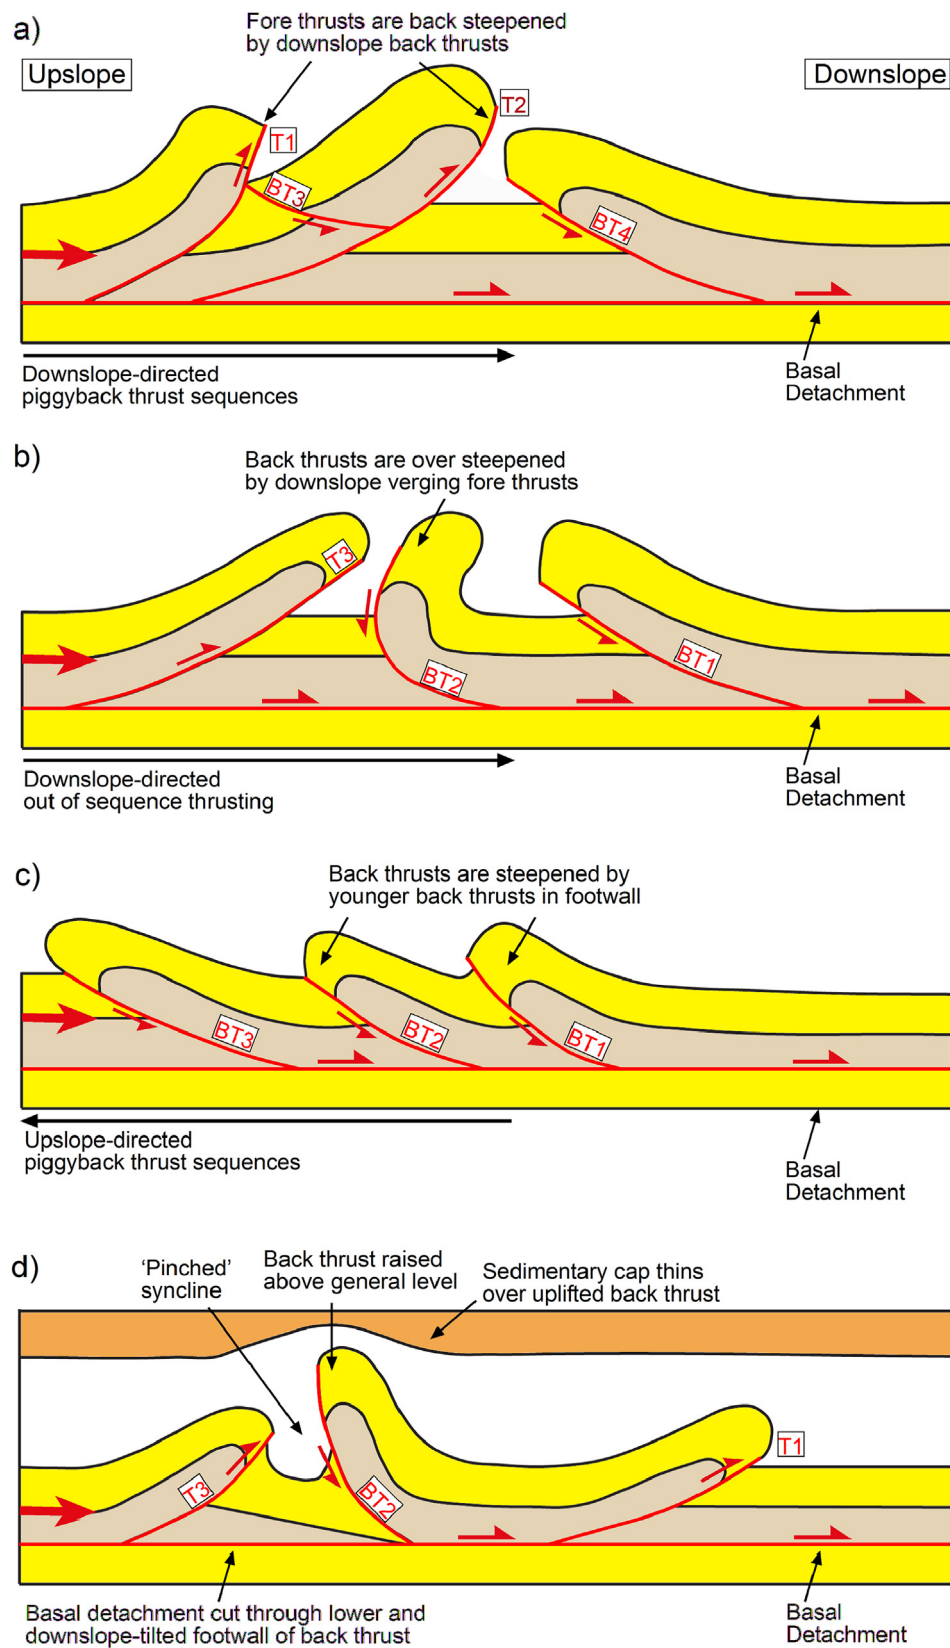 a)
Fore thrusts are back steepened
by downslope back thrusts
Upslope
Downslope
T1
T2
BT3
BT4
Downslope-directed
piggyback thrust sequences
Basal
Detachment
b)
Back thrusts are over steepened
by downslope verging fore thrusts
T3
BT2
BT1
Downslope-directed
out of sequence thrusting
Basal
Detachment
c)
Back thrusts are steepened by
younger back thrusts in footwall
BT3
BT2
BT1
Upslope-directed
piggyback thrust sequences
Basal
Detachment
d)
‘Pinched’
syncline
Back thrust raised
above general level
Sedimentary cap thins
over uplifted back thrust
T3
BT2
T1
Basal detachment cut through lower and
downslope-tilted footwall of back thrust
Basal
Detachment